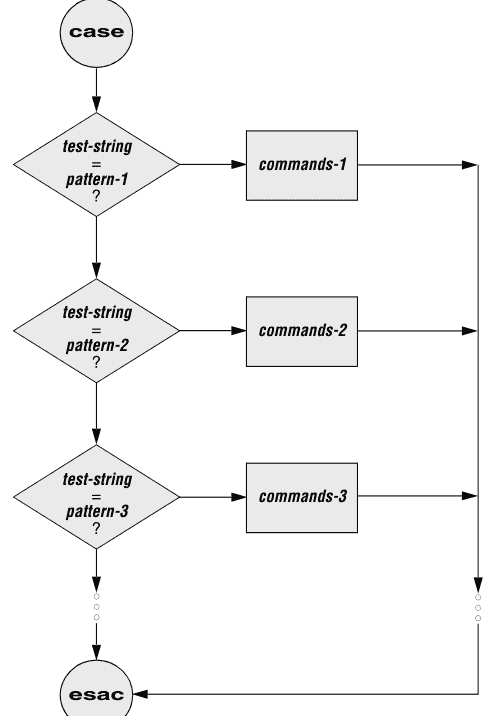 case
test-string
=
pattern-1
?
commands-1
test-string
=
pattern-2
?
commands-2
test-string
=
pattern-3
?
commands-3
esac